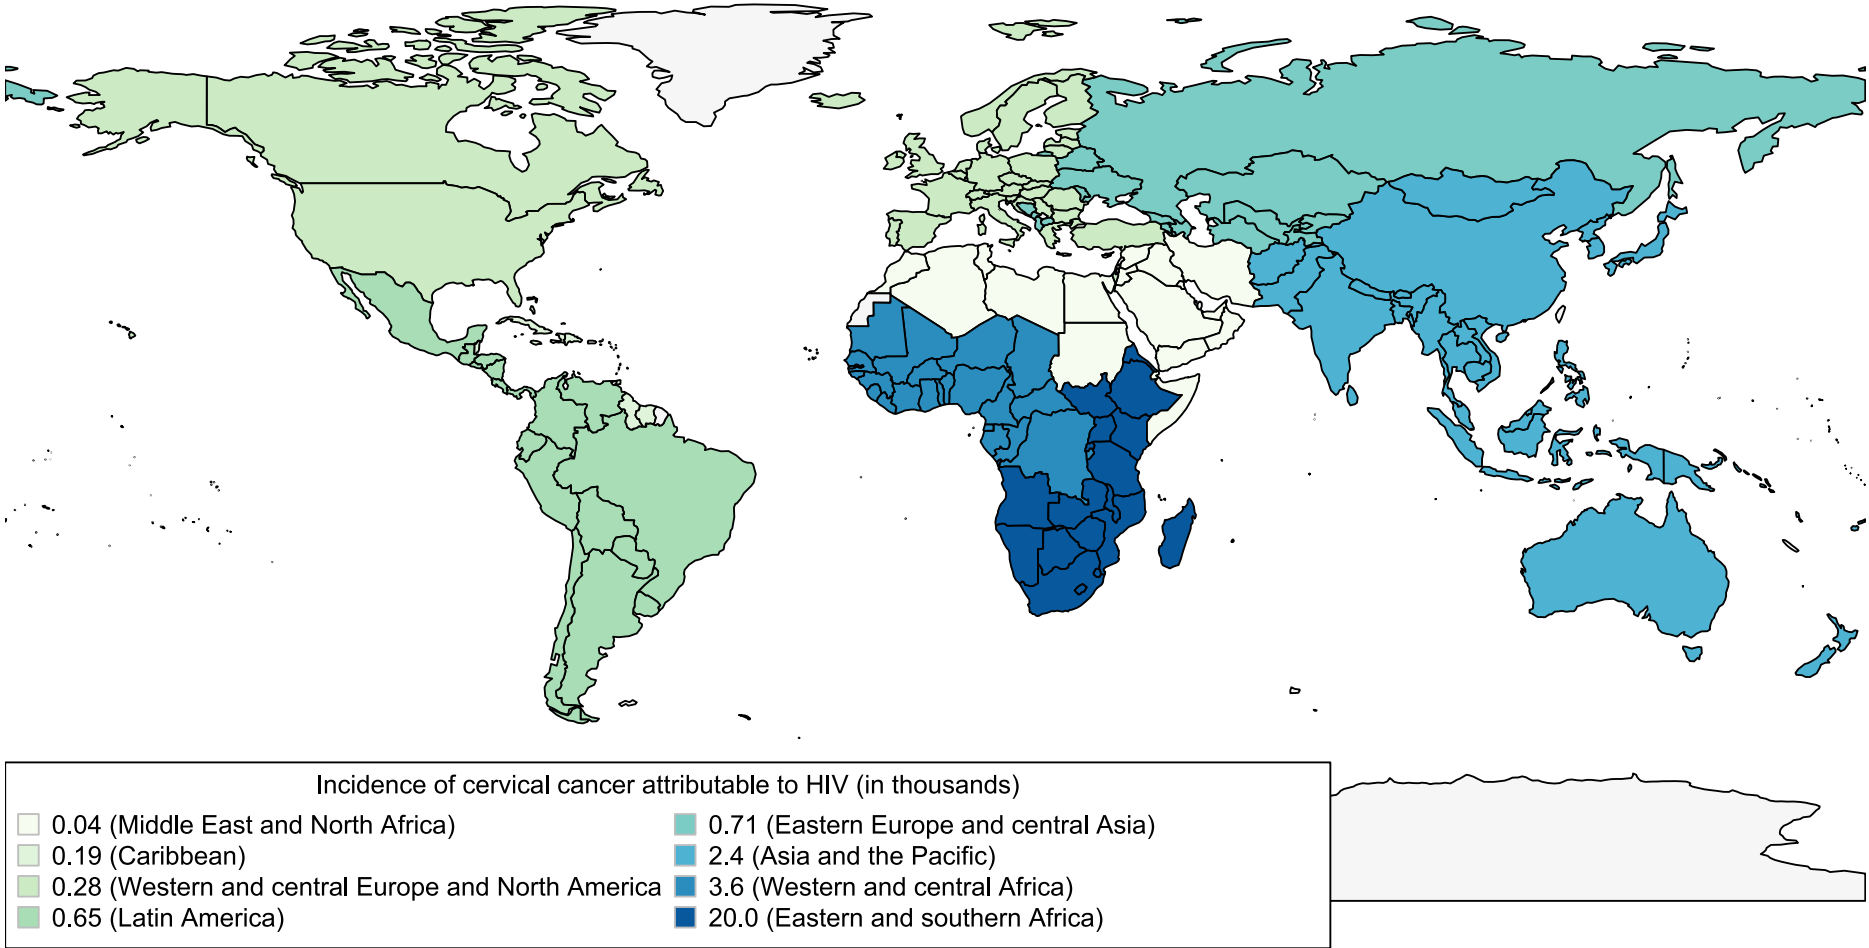 Incidence of cervical cancer attributable to HIV (in thousands)
0.04 (Middle East and North Africa)
0.19 (Caribbean)
0.28 (Western and central Europe and North America
0.65 (Latin America)
0.71 (Eastern Europe and central Asia)
2.4 (Asia and the Pacific)
3.6 (Western and central Africa)
20.0 (Eastern and southern Africa)